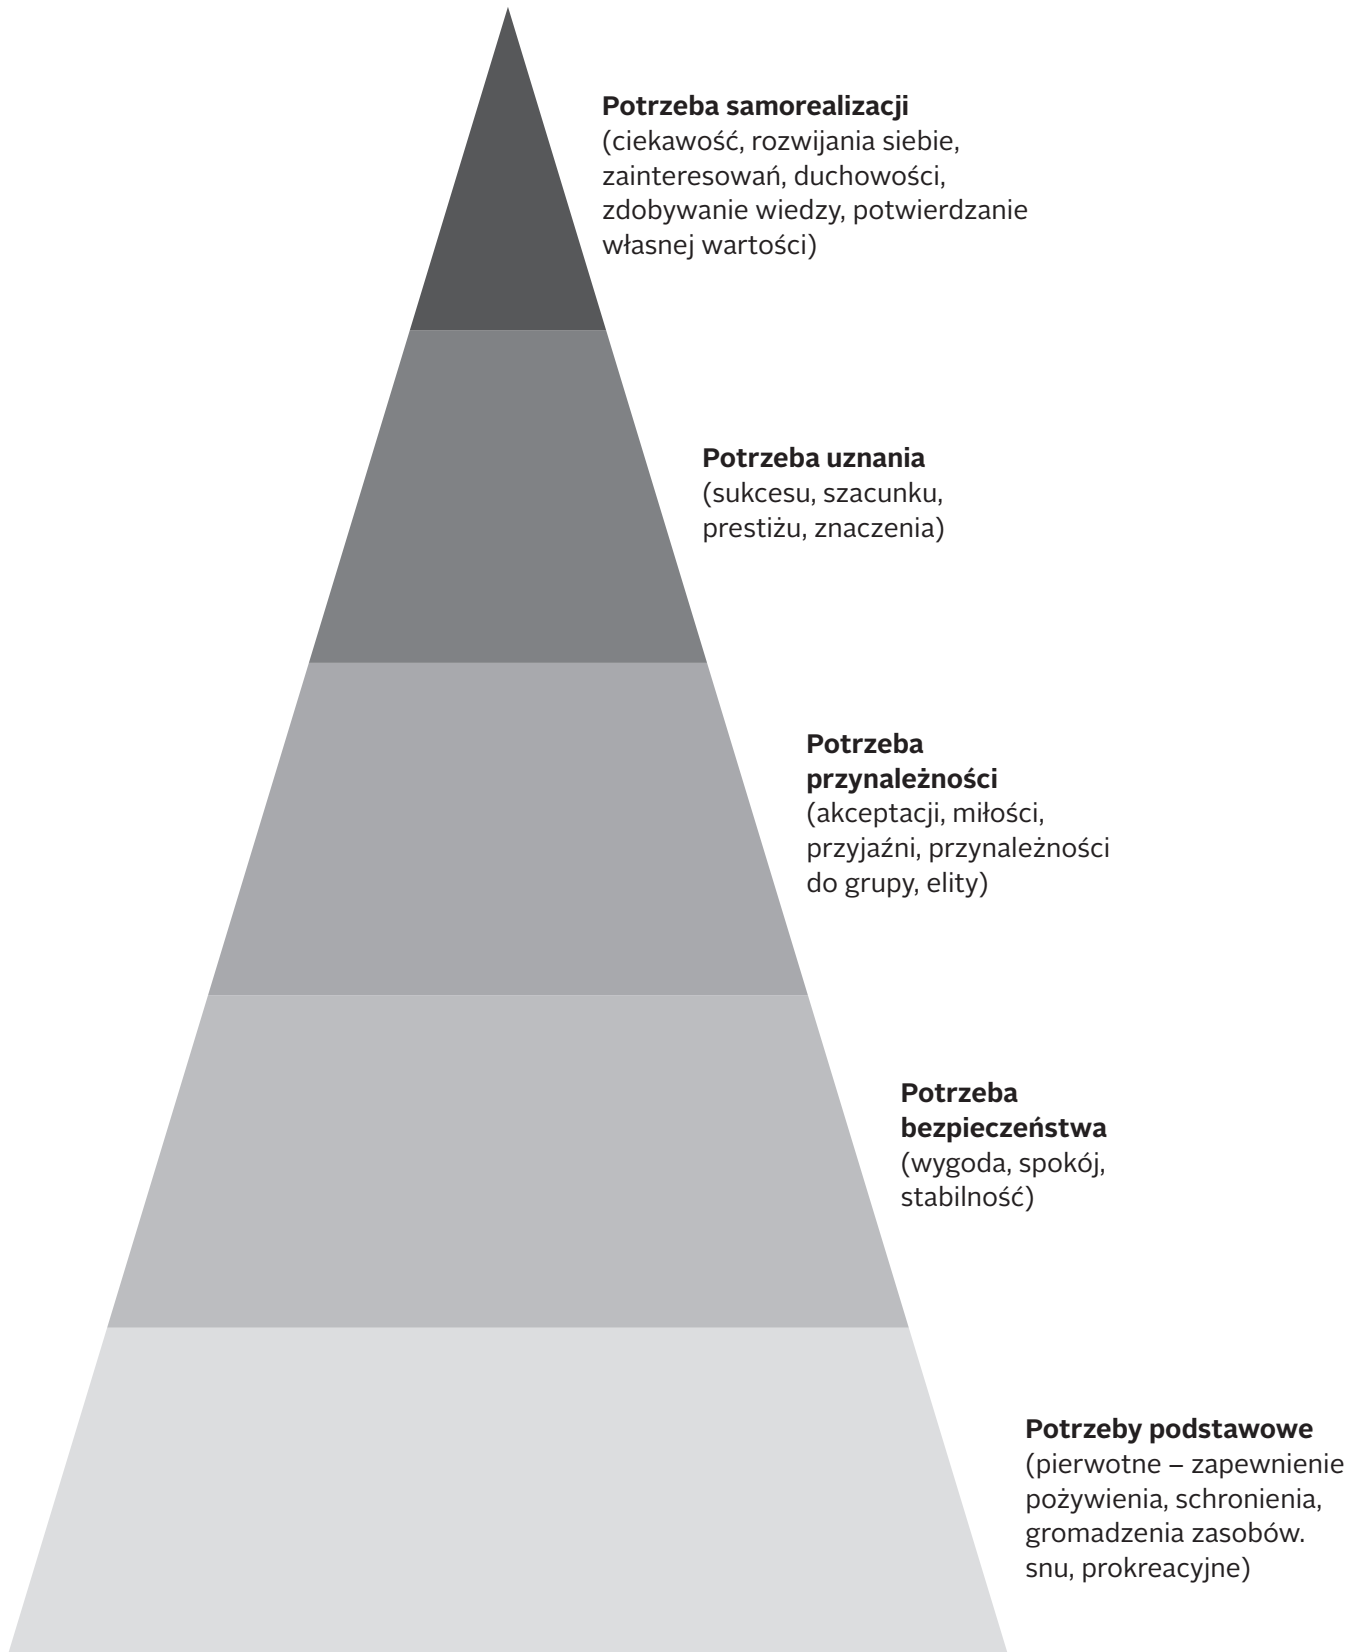 Potrzeba samorealizacji
(ciekawość, rozwijania siebie,
zainteresowań, duchowości,
zdobywanie wiedzy, potwierdzanie
własnej wartości)
Potrzeba uznania
(sukcesu, szacunku,
prestiżu, znaczenia)
Potrzeba
przynależności
(akceptacji, miłości,
przyjaźni, przynależności
do grupy, elity)
Potrzeba
bezpieczeństwa
(wygoda, spokój,
stabilność)
Potrzeby podstawowe
(pierwotne – zapewnienie
pożywienia, schronienia,
gromadzenia zasobów.
snu, prokreacyjne)